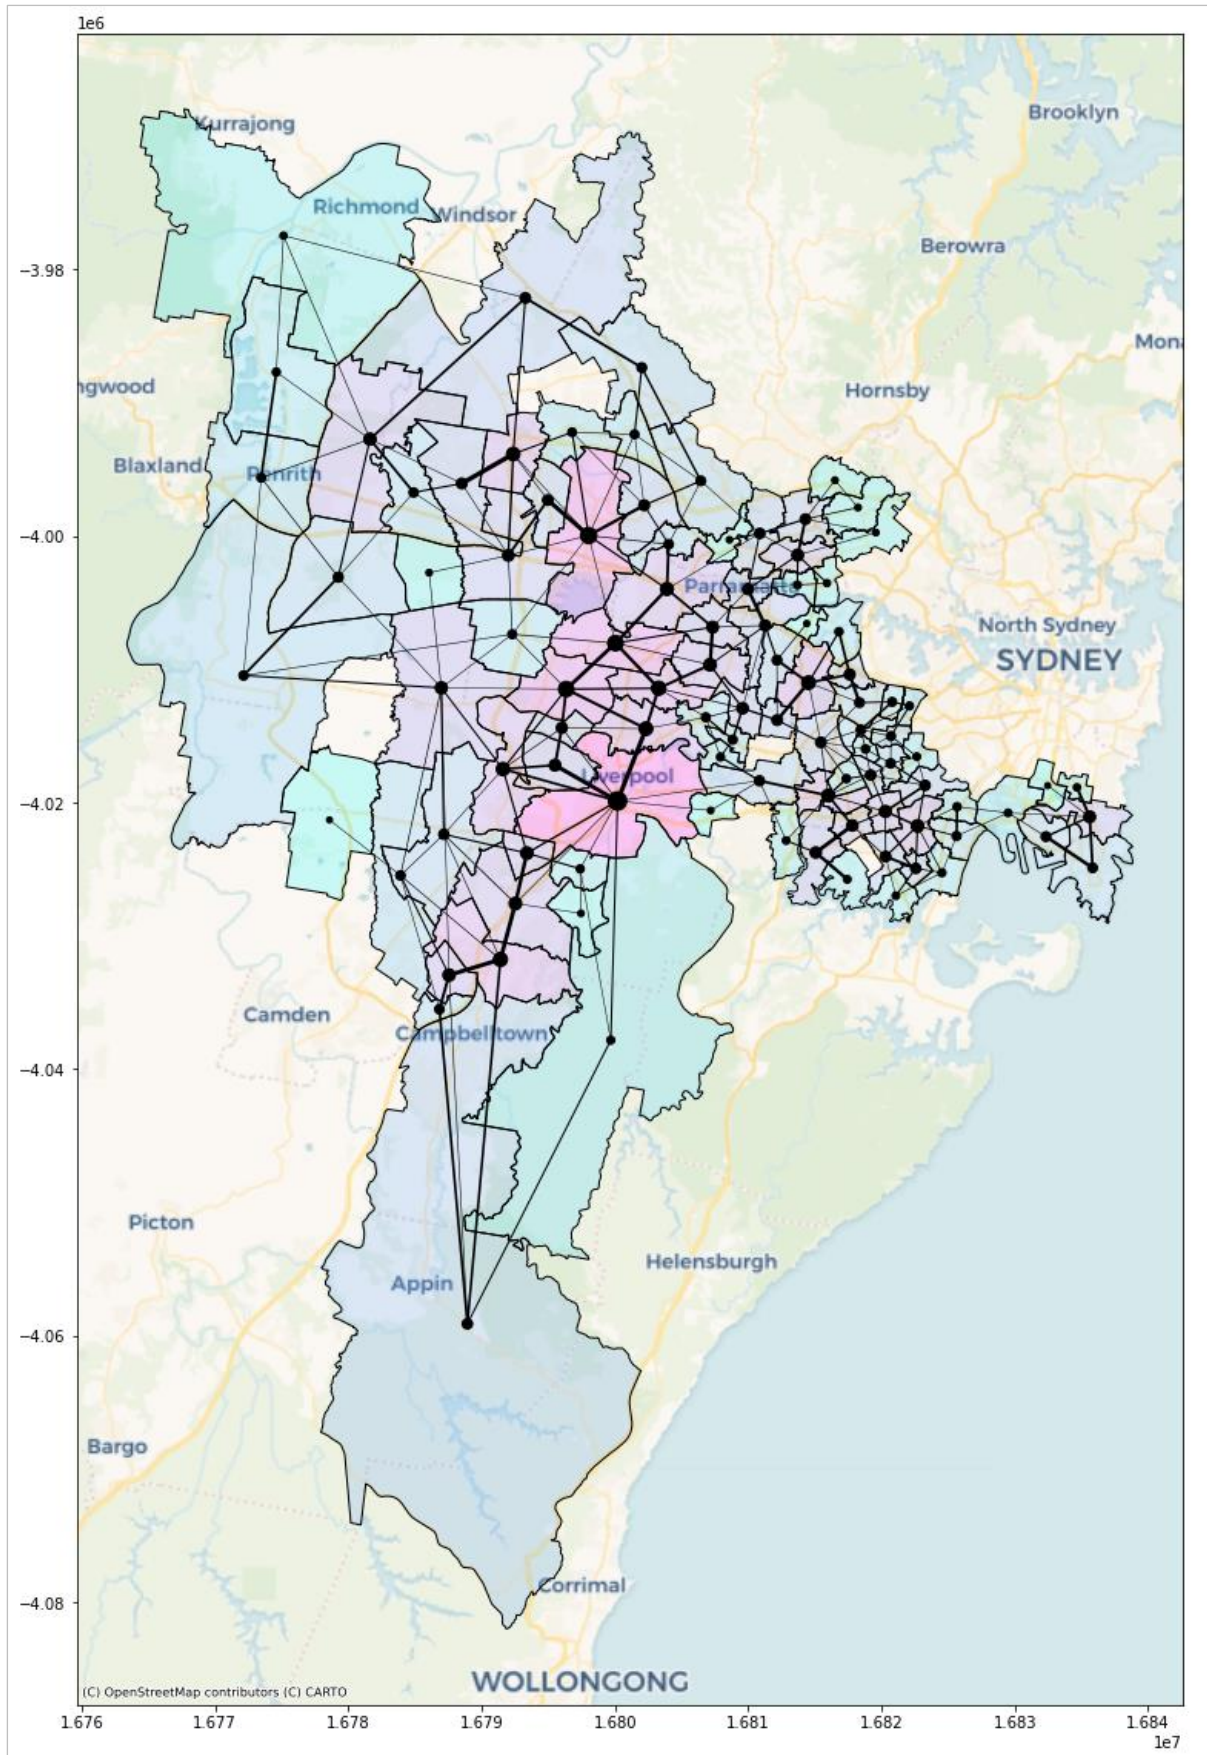 1e6
Kurrajong
Brooklyn
Richmond
Windsor
Berowra
−3.98
Mona
ngwood
Hornsby
Blaxland
Penrith
−4.00
Parramatta
North Sydney
SYDNEY
Liverpool
−4.02
Camden
Campbelltown
−4.04
Picton
Helensburgh
Appin
−4.06
Bargo
Corrimal
−4.08
WOLLONGONG
(C) OpenStreetMap contributors (C) CARTO
1.676 1.677 1.678 1.679 1.680 1.681 1.682 1.683 1.684
1e7